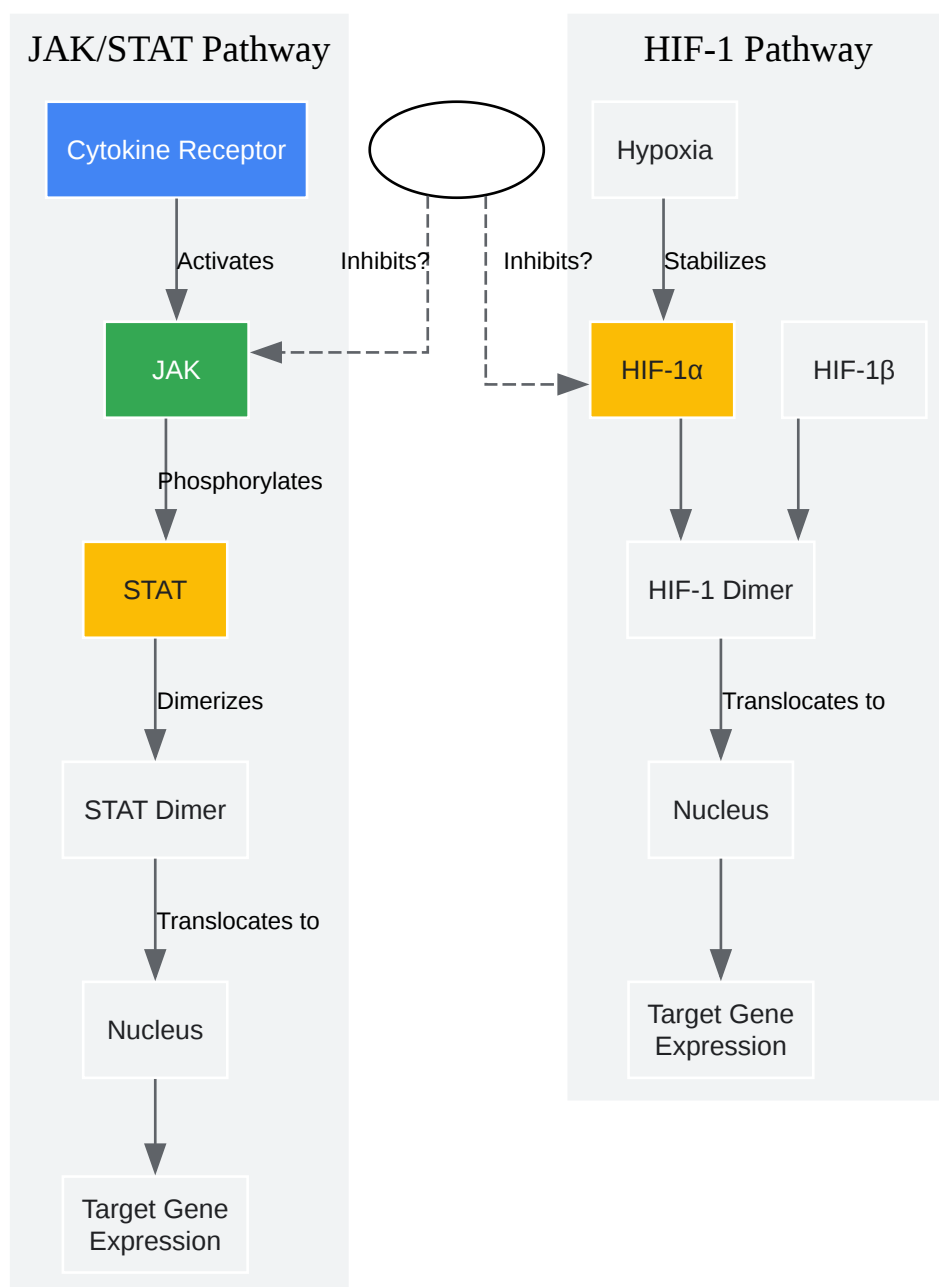 JAK/STAT Pathway
HIF-1 Pathway
Cytokine Receptor
Hypoxia
Activates
Inhibits?
Inhibits?
Stabilizes
JAK
HIF-1α
HIF-1β
Phosphorylates
STAT
HIF-1 Dimer
Dimerizes
Translocates to
STAT Dimer
Nucleus
Translocates to
Nucleus
Target Gene
Expression
Target Gene
Expression